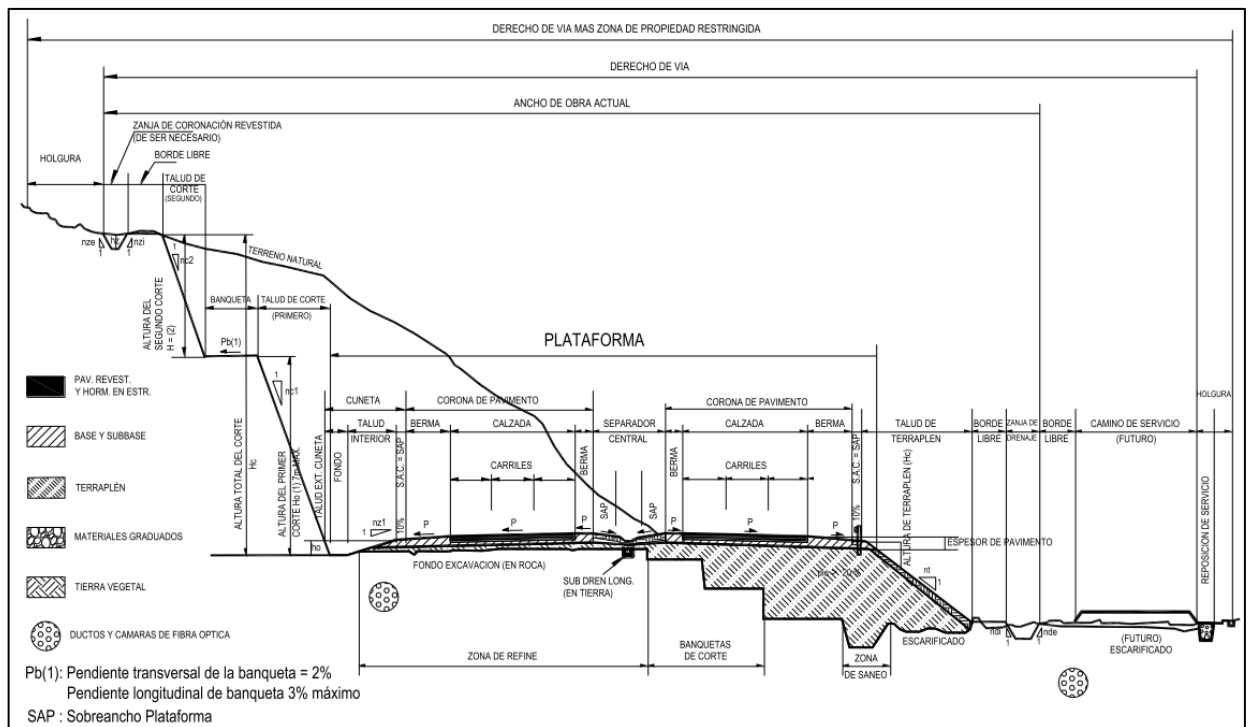 DERECHO DE VIA MAS ZONA DE PROPIEDAD RESTRINGIDA
DERECHO DE VIA
ANCHO DE OBRA ACTUAL
ZANJA DE CORONACIÓN REVESTIDA
(DE SER NECESARIO)
BORDE LIBRE
HOLGURA
TALUD DE
CORTE
(SEGUNDO)
nze
hz
nzi
1
1
1
nc2
TERRENO NATURAL
ALTURA DEL
SEGUNDO CORTE
H = (2)
BANQUETA
TALUD DE CORTE
(PRIMERO)
Pb(1)
1
nc1
PLATAFORMA
ALTURA TOTAL DEL CORTE
Hc
ALTURA DEL PRIMER
CORTE Ho (1) 7m MAX.
CUNETA
CORONA DE PAVIMENTO
CORONA DE PAVIMENTO
HOLGURA
TALUD EXT. CUNETA
FONDO
TALUD
INTERIOR
S.A.C. = SAP
BERMA
CALZADA
BERMA
SEPARADOR
CENTRAL
BERMA
CALZADA
BERMA
S.A.C. = SAP
TALUD DE
TERRAPLEN
BORDE
LIBRE
ZANJA DE
DRENAJE
BORDE
LIBRE
CAMINO DE SERVICIO
(FUTURO)
CARRILES
CARRILES
SAP
SAP
10%
10%
nz1
1
P
P
P
P
P
P
ho
ALTURA DE TERRAPLEN (Hc)
ESPESOR DE PAVIMENTO
REPOSICION DE SERVICIO
FONDO EXCAVACION (EN ROCA)
SUB DREN LONG.
(EN TIERRA)
nt
1
ESCARIFICADO
ndi
1
nde
1
(FUTURO)
ESCARIFICADO
ZONA DE REFINE
BANQUETAS
DE CORTE
ZONA
DE SANEO
PAV. REVEST.
Y HORM. EN ESTR.
BASE Y SUBBASE
TERRAPLÉN
MATERIALES GRADUADOS
TIERRA VEGETAL
DUCTOS Y CAMARAS DE FIBRA OPTICA
Pb(1): Pendiente transversal de la banqueta = 2%
Pendiente longitudinal de banqueta 3% máximo
SAP : Sobreancho Plataforma